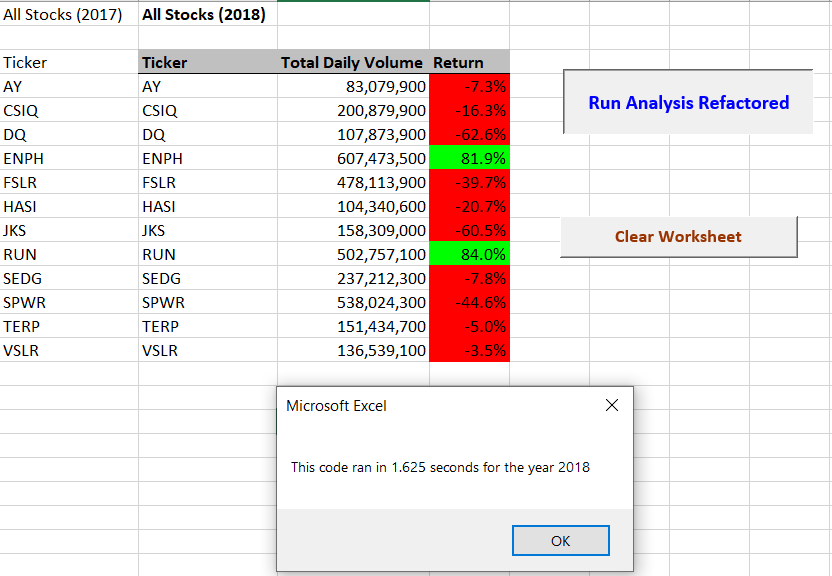 All Stocks (2017) All Stocks (2018)
Ticker Ticker Total Daily Volume Return
AY AY 83,079,900 -7.3%
CSIQ CSIQ 200,879,900 -16.3%
DQ DQ 107,873,900 -62.6%
ENPH ENPH 607,473,500 81.9%
FSLR FSLR 478,113,900 -39.7%
HASI HASI 104,340,600 -20.7%
JKS JKS 158,309,000 -60.5%
RUN RUN 502,757,100 84.0%
SEDG SEDG 237,212,300 -7.8%
SPWR SPWR 538,024,300 -44.6%
TERP TERP 151,434,700 -5.0%
VSLR VSLR 136,539,100 -3.5%
Run Analysis Refactored
Clear Worksheet
Microsoft Excel
This code ran in 1.625 seconds for the year 2018
OK